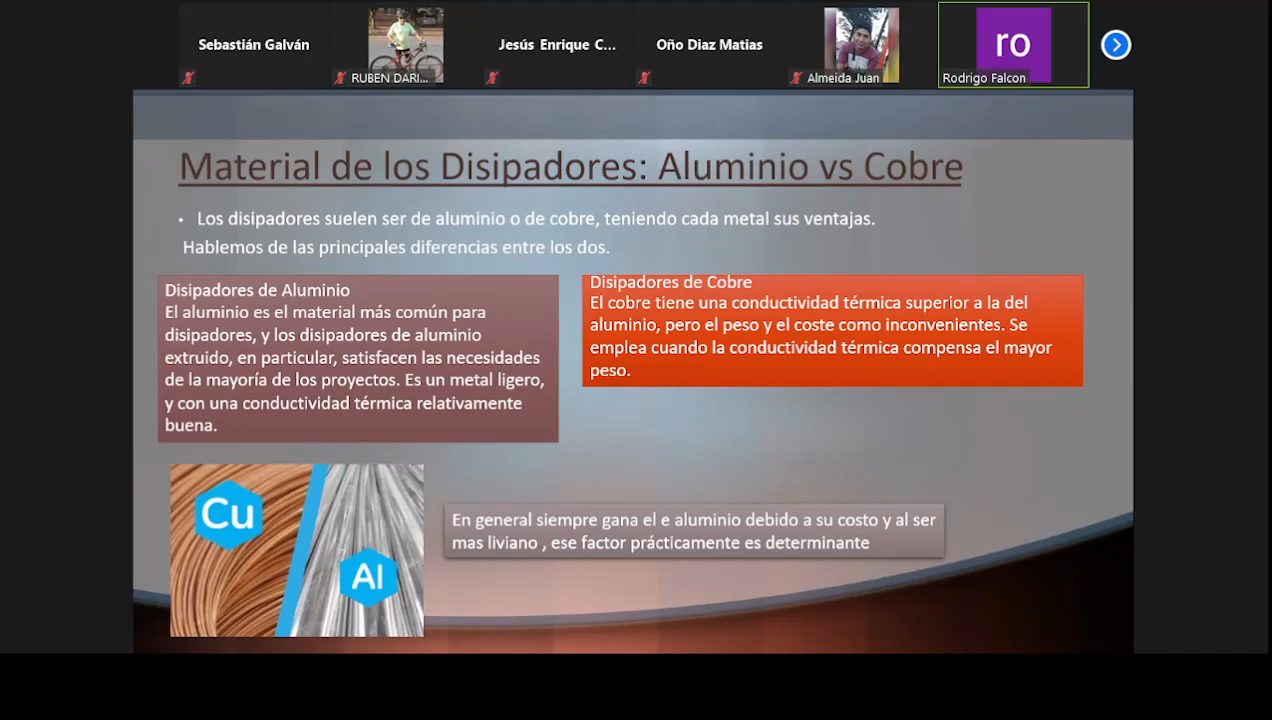 Sebastián Galván
RUBEN DARI...
Jesús Enrique C...
Oño Diaz Matias
Almeida Juan
ro
Rodrigo Falcon
Material de los Disipadores: Aluminio vs Cobre
• Los disipadores suelen ser de aluminio o de cobre, teniendo cada metal sus ventajas.
Hablemos de las principales diferencias entre los dos.
Disipadores de Aluminio
El aluminio es el material más común para
disipadores, y los disipadores de aluminio
extruido, en particular, satisfacen las necesidades
de la mayoría de los proyectos. Es un metal ligero,
y con una conductividad térmica relativamente
buena.
Disipadores de Cobre
El cobre tiene una conductividad térmica superior a la del
aluminio, pero el peso y el coste como inconvenientes. Se
emplea cuando la conductividad térmica compensa el mayor
peso.
Cu
Al
En general siempre gana el e aluminio debido a su costo y al ser
mas liviano , ese factor prácticamente es determinante